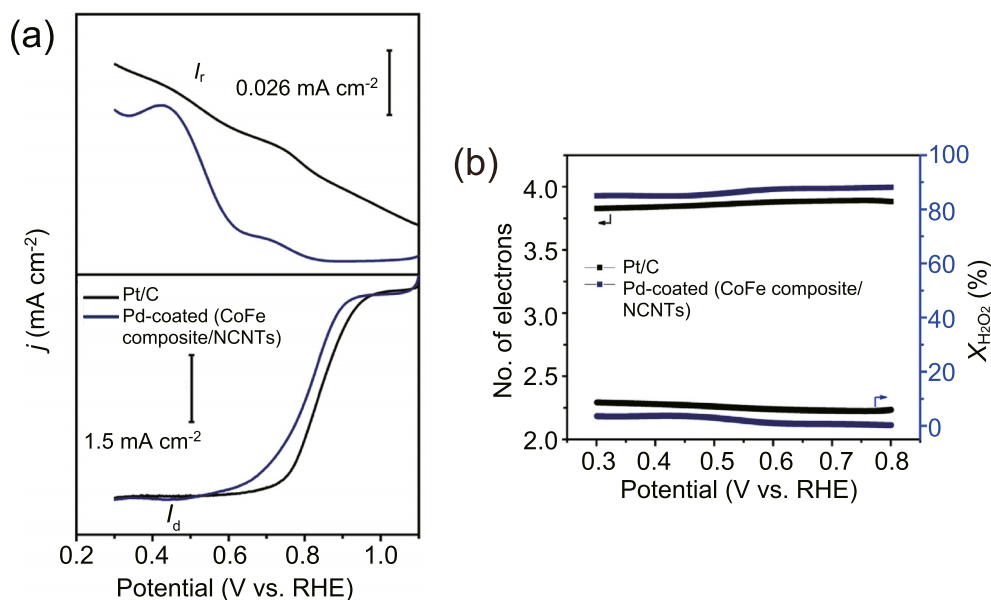 (a)
I_r
0.026 mA cm⁻²
j (mA cm⁻²)
Pt/C
Pd-coated (CoFe
composite/NCNTs)
1.5 mA cm⁻²
I_d
0.2 0.4 0.6 0.8 1.0
Potential (V vs. RHE)
(b)
No. of electrons
4.0
3.5
3.0
2.5
2.0
Pt/C
Pd-coated (CoFe composite/
NCNTs)
100
80
60
40
20
0
X_H₂O₂ (%)
0.3 0.4 0.5 0.6 0.7 0.8
Potential (V vs. RHE)